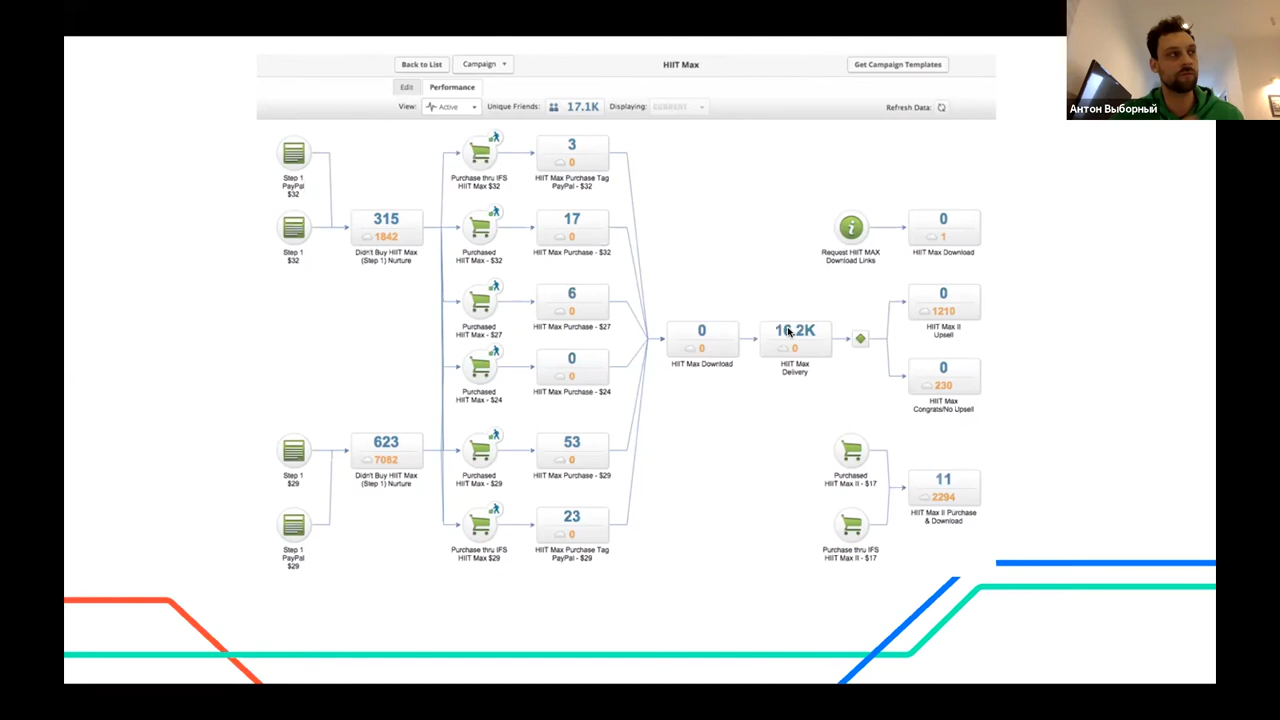 Back to List
Campaign
HIIT Max
Get Campaign Templates
Антон Выборный
Edit
Performance
View:
Active
Unique Friends:
17.1K
Displaying:
CURRENT
Refresh Data:
Step 1
PayPal
$32
Step 1
$32
315
1842
Didn't Buy HIIT Max
(Step 1) Nurture
Step 1
$29
Step 1
PayPal
$29
623
7082
Didn't Buy HIIT Max
(Step 1) Nurture
Purchase thru IFS
HIIT Max $32
3
0
HIIT Max Purchase Tag
PayPal - $32
Purchased
HIIT Max - $32
17
0
HIIT Max Purchase - $32
Purchased
HIIT Max - $27
6
0
HIIT Max Purchase - $27
Purchased
HIIT Max - $24
0
0
HIIT Max Purchase - $24
Purchased
HIIT Max - $29
53
0
HIIT Max Purchase - $29
Purchase thru IFS
HIIT Max $29
23
0
HIIT Max Purchase Tag
PayPal - $29
0
0
HIIT Max Download
0
HIIT Max
Delivery
Request HIIT MAX
Download Links
0
1
HIIT Max Download
0
1210
HIIT Max II
Upsell
0
230
HIIT Max
Congrats/No Upsell
Purchased
HIIT Max II - $17
Purchase thru IFS
HIIT Max II - $17
11
2294
HIIT Max II Purchase
& Download